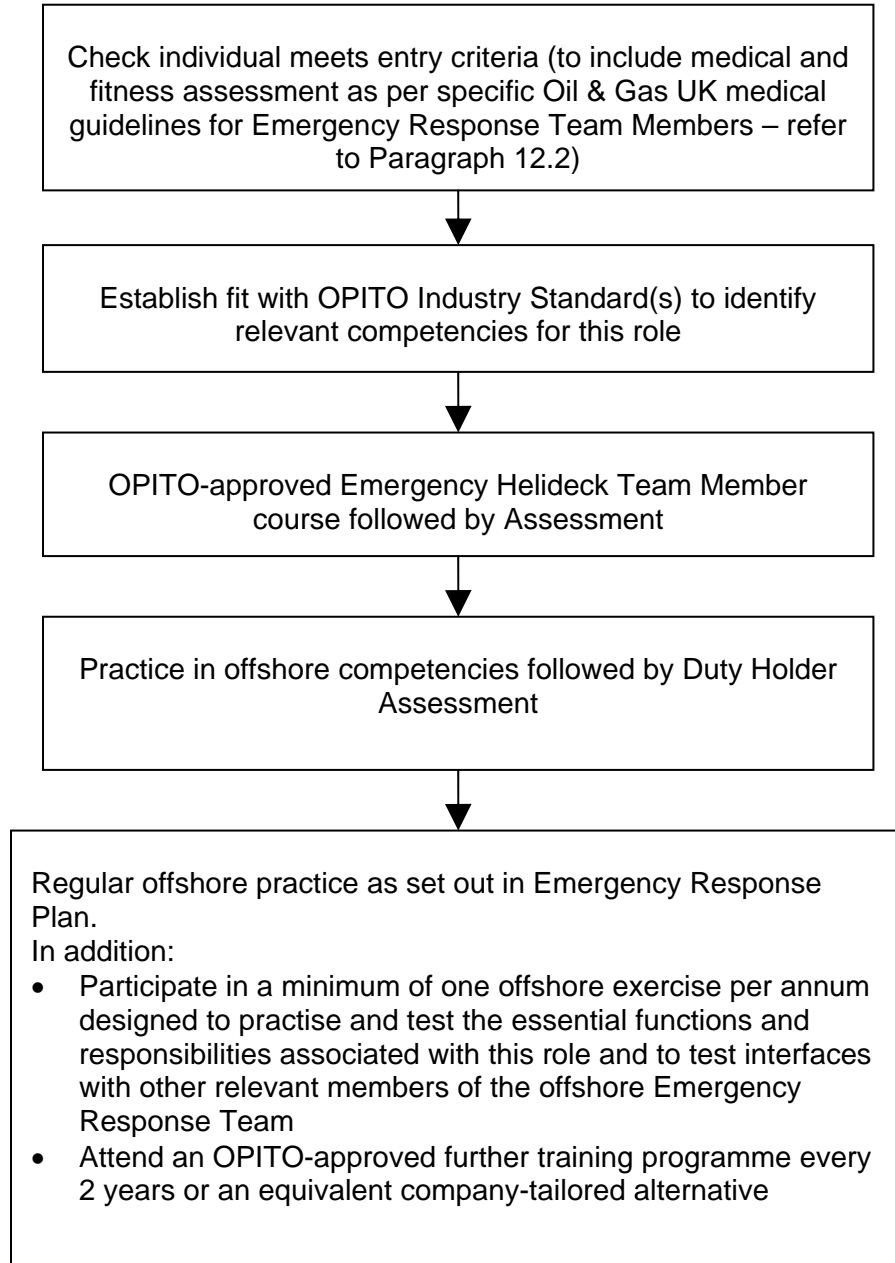 Check individual meets entry criteria (to include medical and
fitness assessment as per specific Oil & Gas UK medical
guidelines for Emergency Response Team Members – refer
to Paragraph 12.2)
Establish fit with OPITO Industry Standard(s) to identify
relevant competencies for this role
OPITO-approved Emergency Helideck Team Member
course followed by Assessment
Practice in offshore competencies followed by Duty Holder
Assessment
Regular offshore practice as set out in Emergency Response
Plan.
In addition:
• Participate in a minimum of one offshore exercise per annum
designed to practise and test the essential functions and
responsibilities associated with this role and to test interfaces
with other relevant members of the offshore Emergency
Response Team
• Attend an OPITO-approved further training programme every
2 years or an equivalent company-tailored alternative